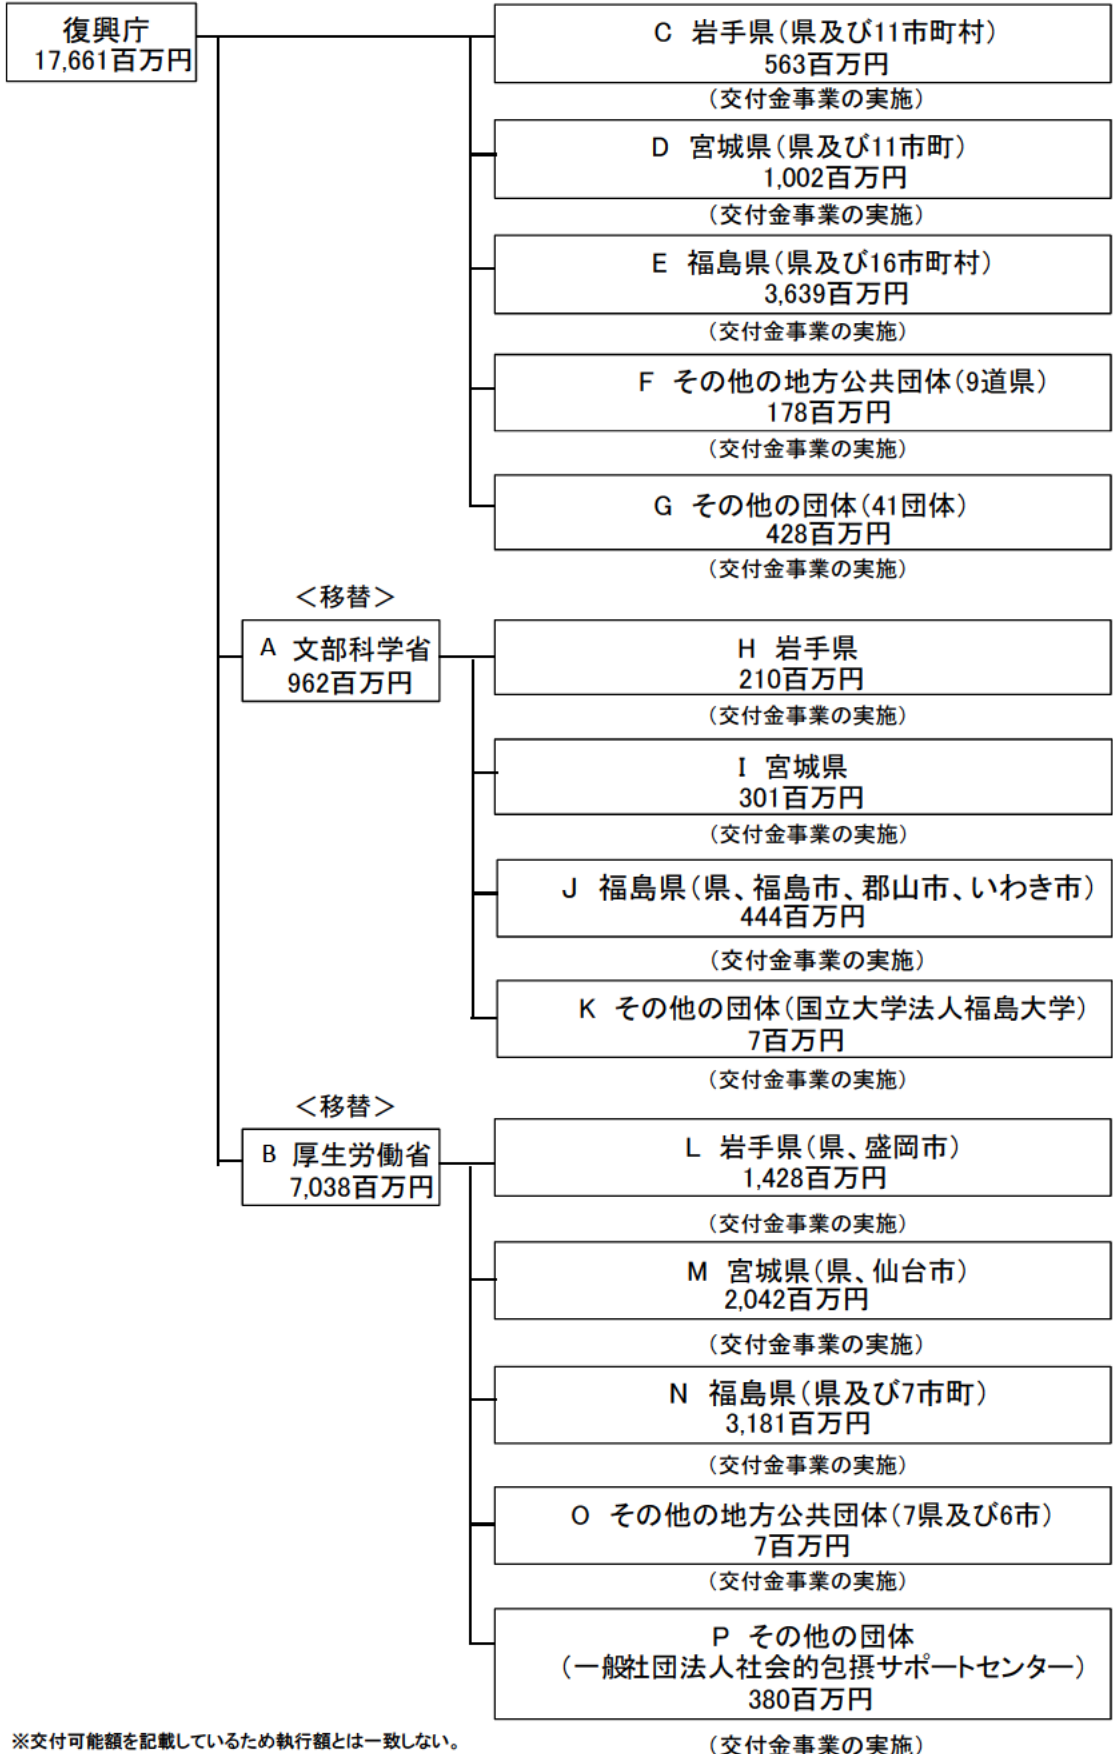 復興庁
17,661百万円
C 岩手県(県及び11市町村)
563百万円
(交付金事業の実施)
D 宮城県(県及び11市町)
1,002百万円
(交付金事業の実施)
E 福島県(県及び16市町村)
3,639百万円
(交付金事業の実施)
F その他の地方公共団体(9道県)
178百万円
(交付金事業の実施)
G その他の団体(41団体)
428百万円
(交付金事業の実施)
<移替>
A 文部科学省
962百万円
H 岩手県
210百万円
(交付金事業の実施)
I 宮城県
301百万円
(交付金事業の実施)
J 福島県(県、福島市、郡山市、いわき市)
444百万円
(交付金事業の実施)
K その他の団体(国立大学法人福島大学)
7百万円
(交付金事業の実施)
<移替>
B 厚生労働省
7,038百万円
L 岩手県(県、盛岡市)
1,428百万円
(交付金事業の実施)
M 宮城県(県、仙台市)
2,042百万円
(交付金事業の実施)
N 福島県(県及び7市町)
3,181百万円
(交付金事業の実施)
O その他の地方公共団体(7県及び6市)
7百万円
(交付金事業の実施)
P その他の団体
(一般社団法人社会的包摂サポートセンター)
380百万円
(交付金事業の実施)
※交付可能額を記載しているため執行額とは一致しない。